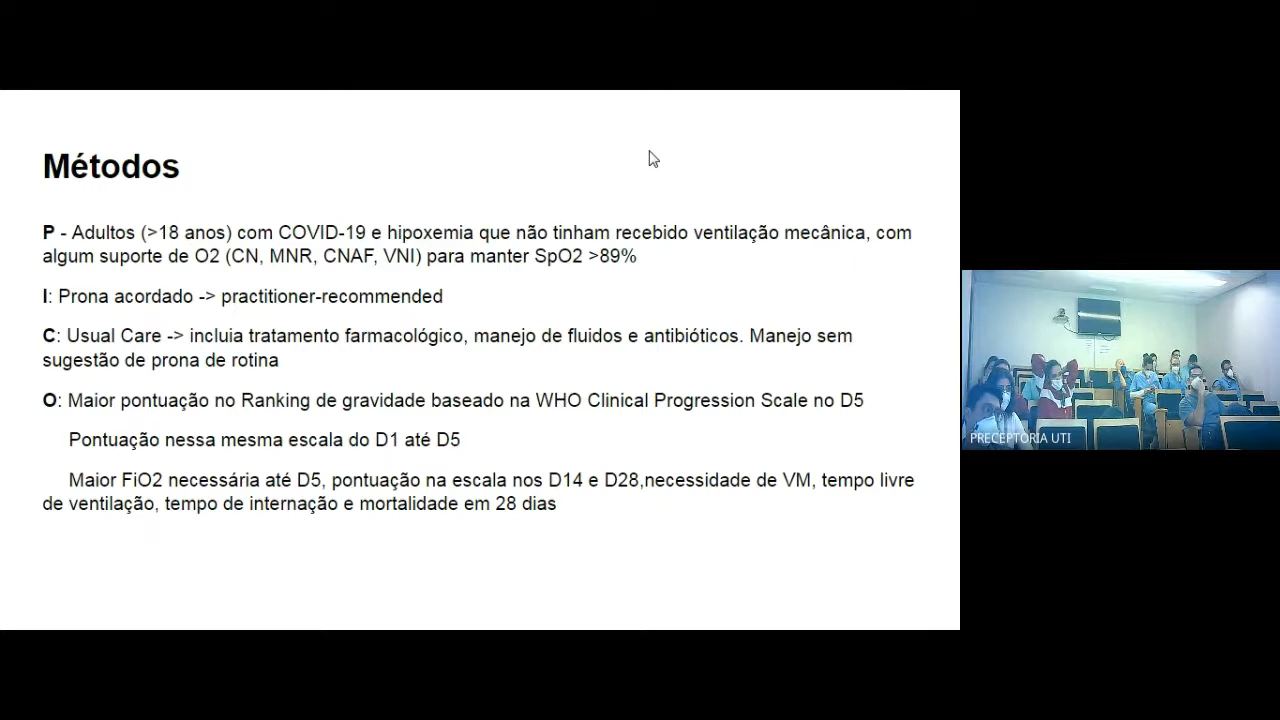 Métodos
P - Adultos (>18 anos) com COVID-19 e hipoxemia que não tinham recebido ventilação mecânica, com
algum suporte de O2 (CN, MNR, CNAF, VNI) para manter SpO2 >89%
I: Prona acordado -> practitioner-recommended
C: Usual Care -> incluia tratamento farmacológico, manejo de fluidos e antibióticos. Manejo sem
sugestão de prona de rotina
O: Maior pontuação no Ranking de gravidade baseado na WHO Clinical Progression Scale no D5
Pontuação nessa mesma escala do D1 até D5
Maior FiO2 necessária até D5, pontuação na escala nos D14 e D28,necessidade de VM, tempo livre
de ventilação, tempo de internação e mortalidade em 28 dias
PRECEPTORIA UTI